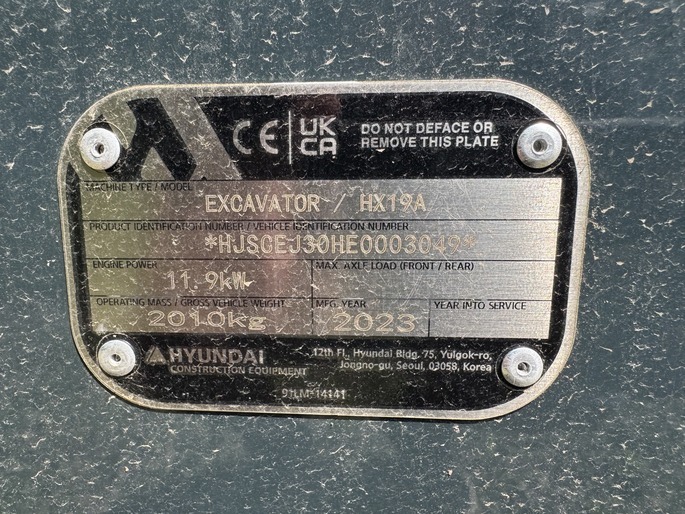 CE UK CA DO NOT DEFACE OR
REMOVE THIS PLATE
MACHINE TYPE / MODEL
EXCAVATOR / HX19A
PRODUCT IDENTIFICATION NUMBER / VEHICLE IDENTIFICATION NUMBER
*HJSCEJ30HE0003049*
ENGINE POWER
11.9kW
MAX. AXLE LOAD (FRONT / REAR)
OPERATING MASS / GROSS VEHICLE WEIGHT
2010kg
MFG. YEAR
2023
YEAR INTO SERVICE
HYUNDAI
CONSTRUCTION EQUIPMENT
12th Fl., Hyundai Bldg. 75, Yulgok-ro,
Jongno-gu, Seoul, 03058, Korea